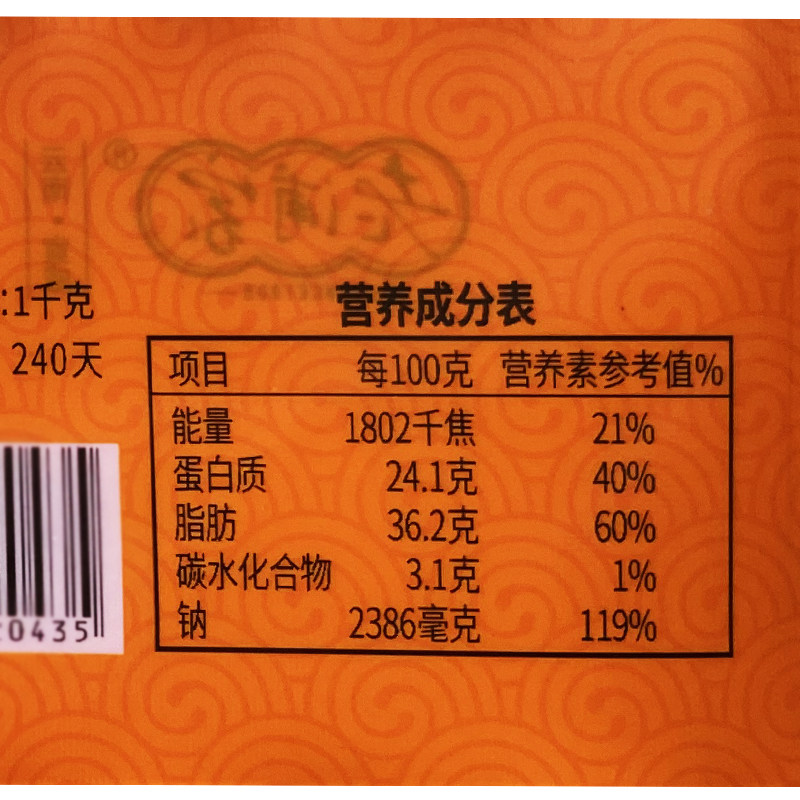 :1千克
240天
营养成分表
项目 每100克 营养素参考值%
能量 1802千焦 21%
蛋白质 24.1克 40%
脂肪 36.2克 60%
碳水化合物 3.1克 1%
钠 2386毫克 119%
0435